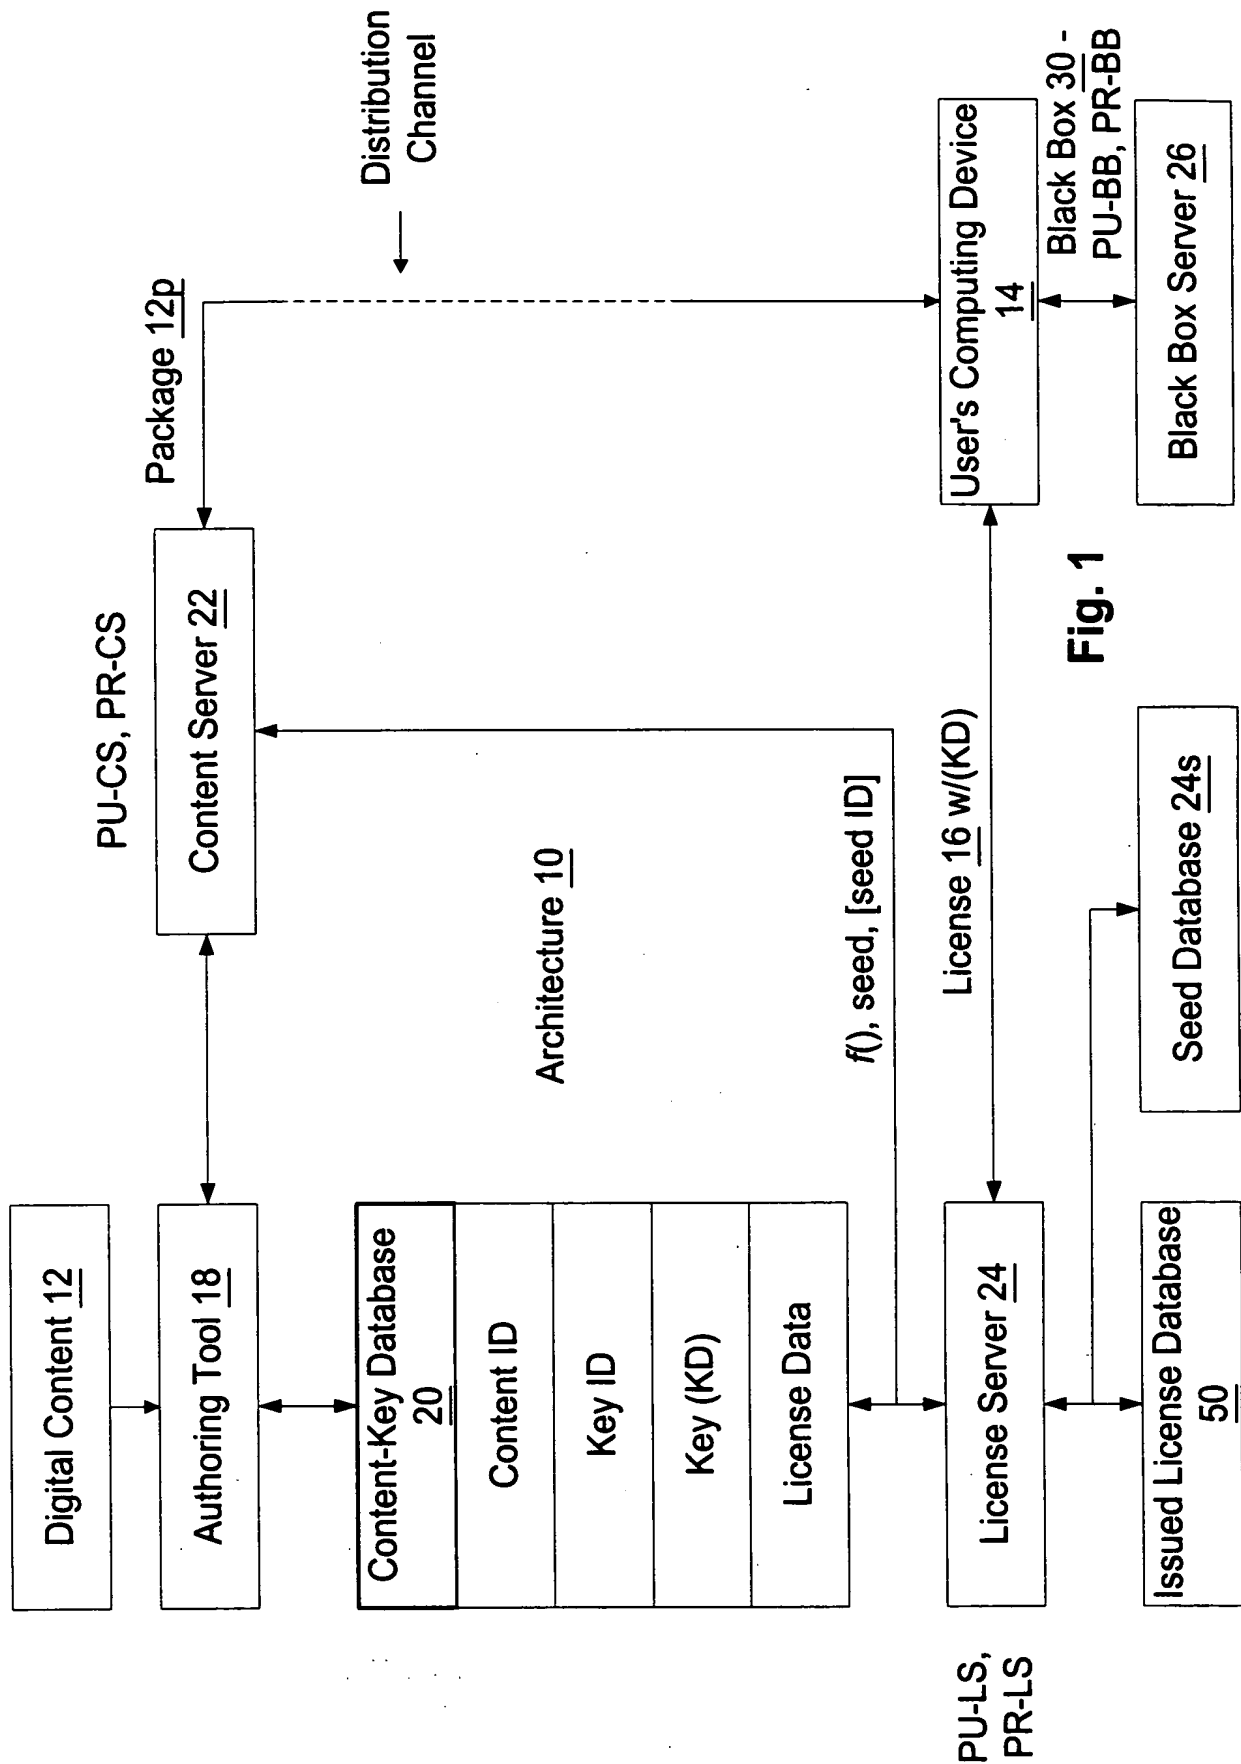 Digital Content 12
Authoring Tool 18
Content-Key Database
20
Content ID
Key ID
Key (KD)
License Data
PU-LS,
PR-LS
License Server 24
Issued License Database
50
PU-CS, PR-CS
Content Server 22
Package 12p
Distribution
Channel
Architecture 10
f(), seed, [seed ID]
License 16 w/(KD)
Seed Database 24s
User's Computing Device
14
Black Box 30 -
PU-BB, PR-BB
Black Box Server 26
Fig. 1